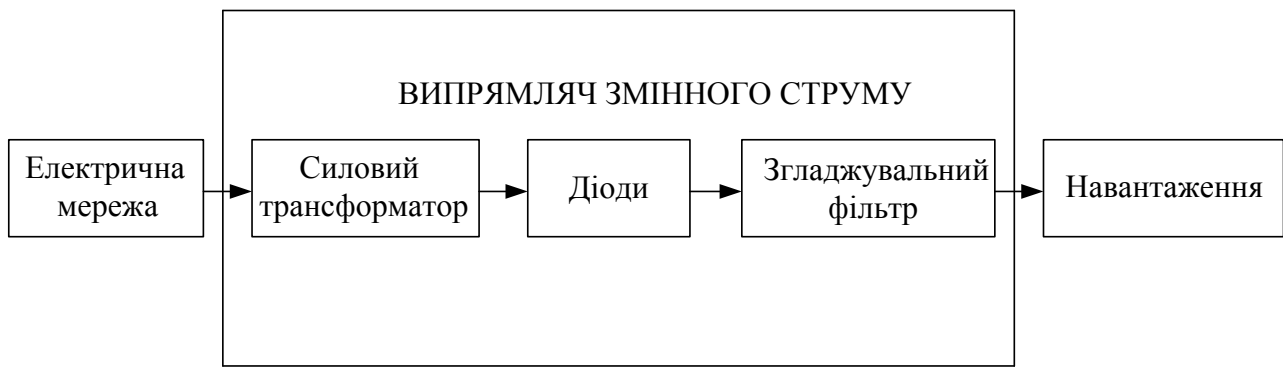 ВИПРЯМЛЯЧ ЗМІННОГО СТРУМУ
Електрична
мережа
Силовий
трансформатор
Діоди
Згладжувальний
фільтр
Навантаження